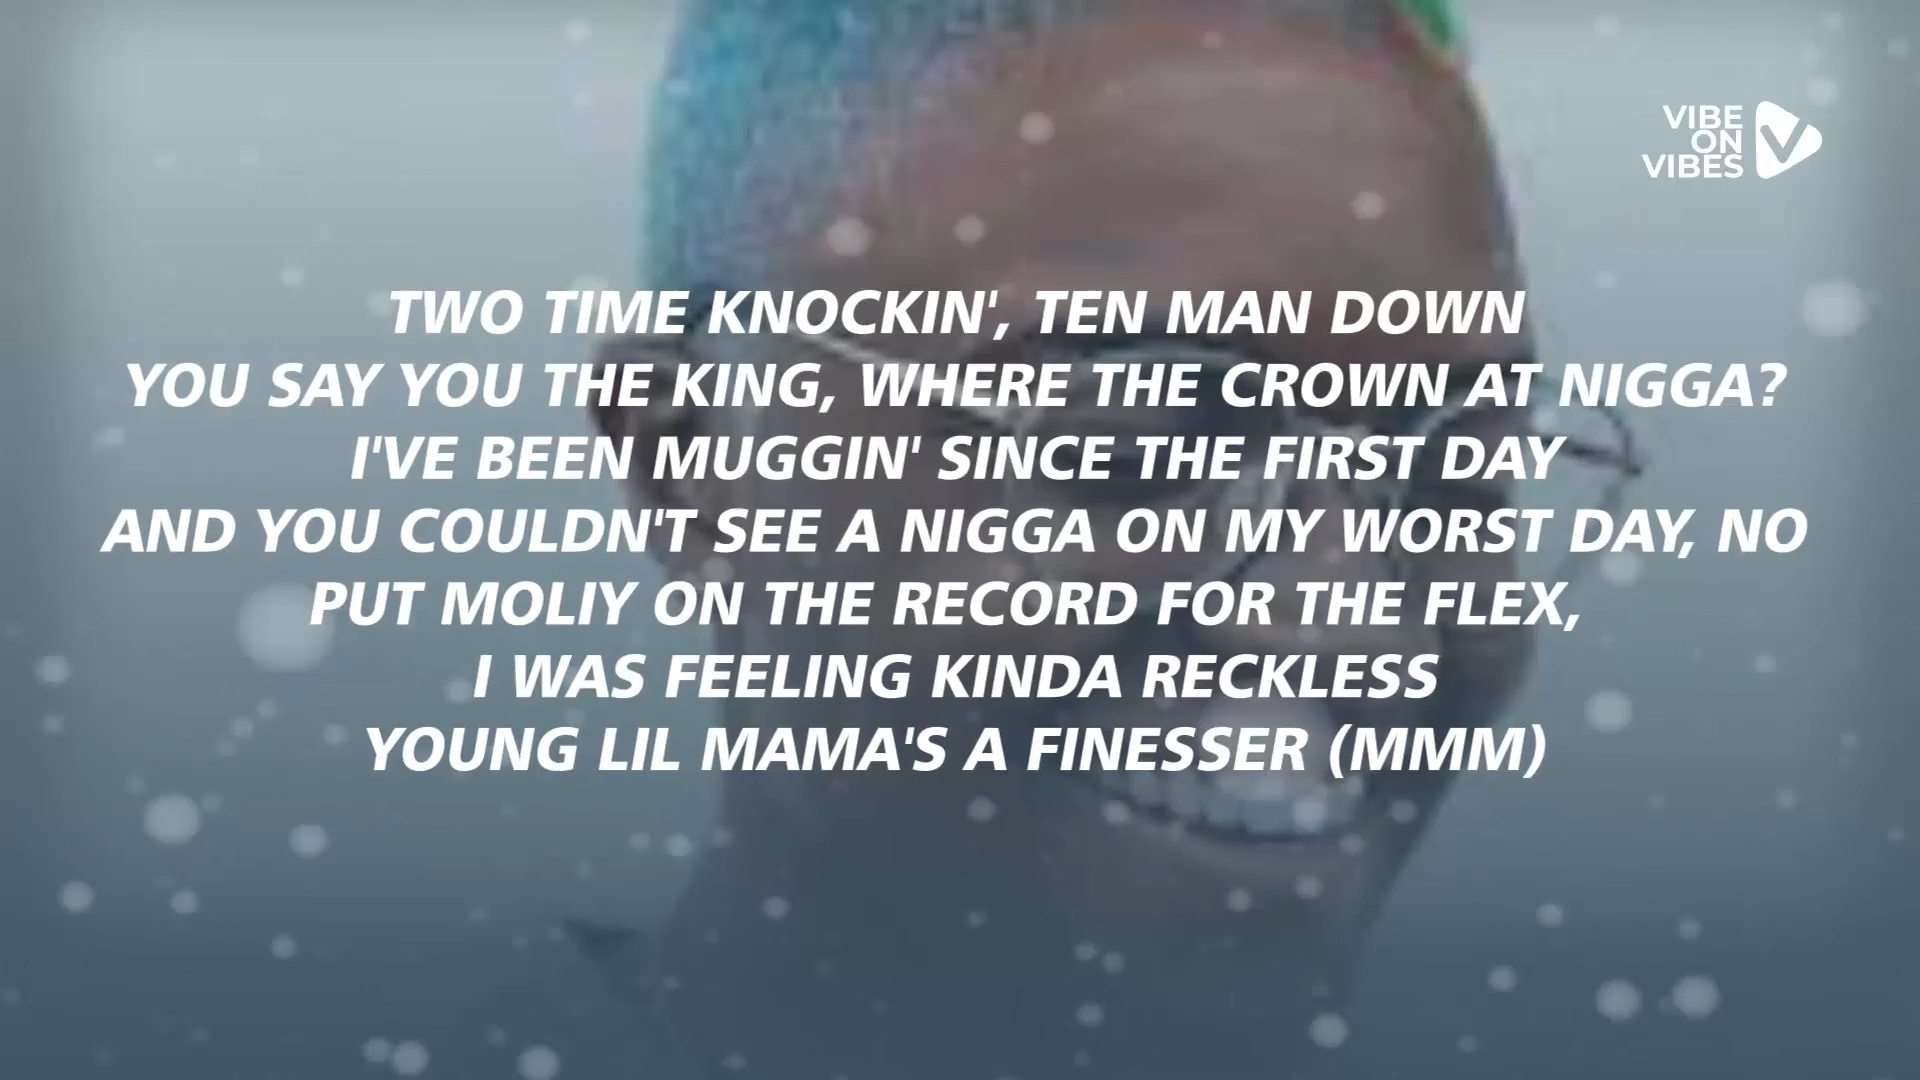 VIBE
ON
VIBES
TWO TIME KNOCKIN', TEN MAN DOWN
YOU SAY YOU THE KING, WHERE THE CROWN AT NIGGA?
I'VE BEEN MUGGIN' SINCE THE FIRST DAY
AND YOU COULDN'T SEE A NIGGA ON MY WORST DAY, NO
PUT MOLIY ON THE RECORD FOR THE FLEX,
I WAS FEELING KINDA RECKLESS
YOUNG LIL MAMA'S A FINESSER (MMM)